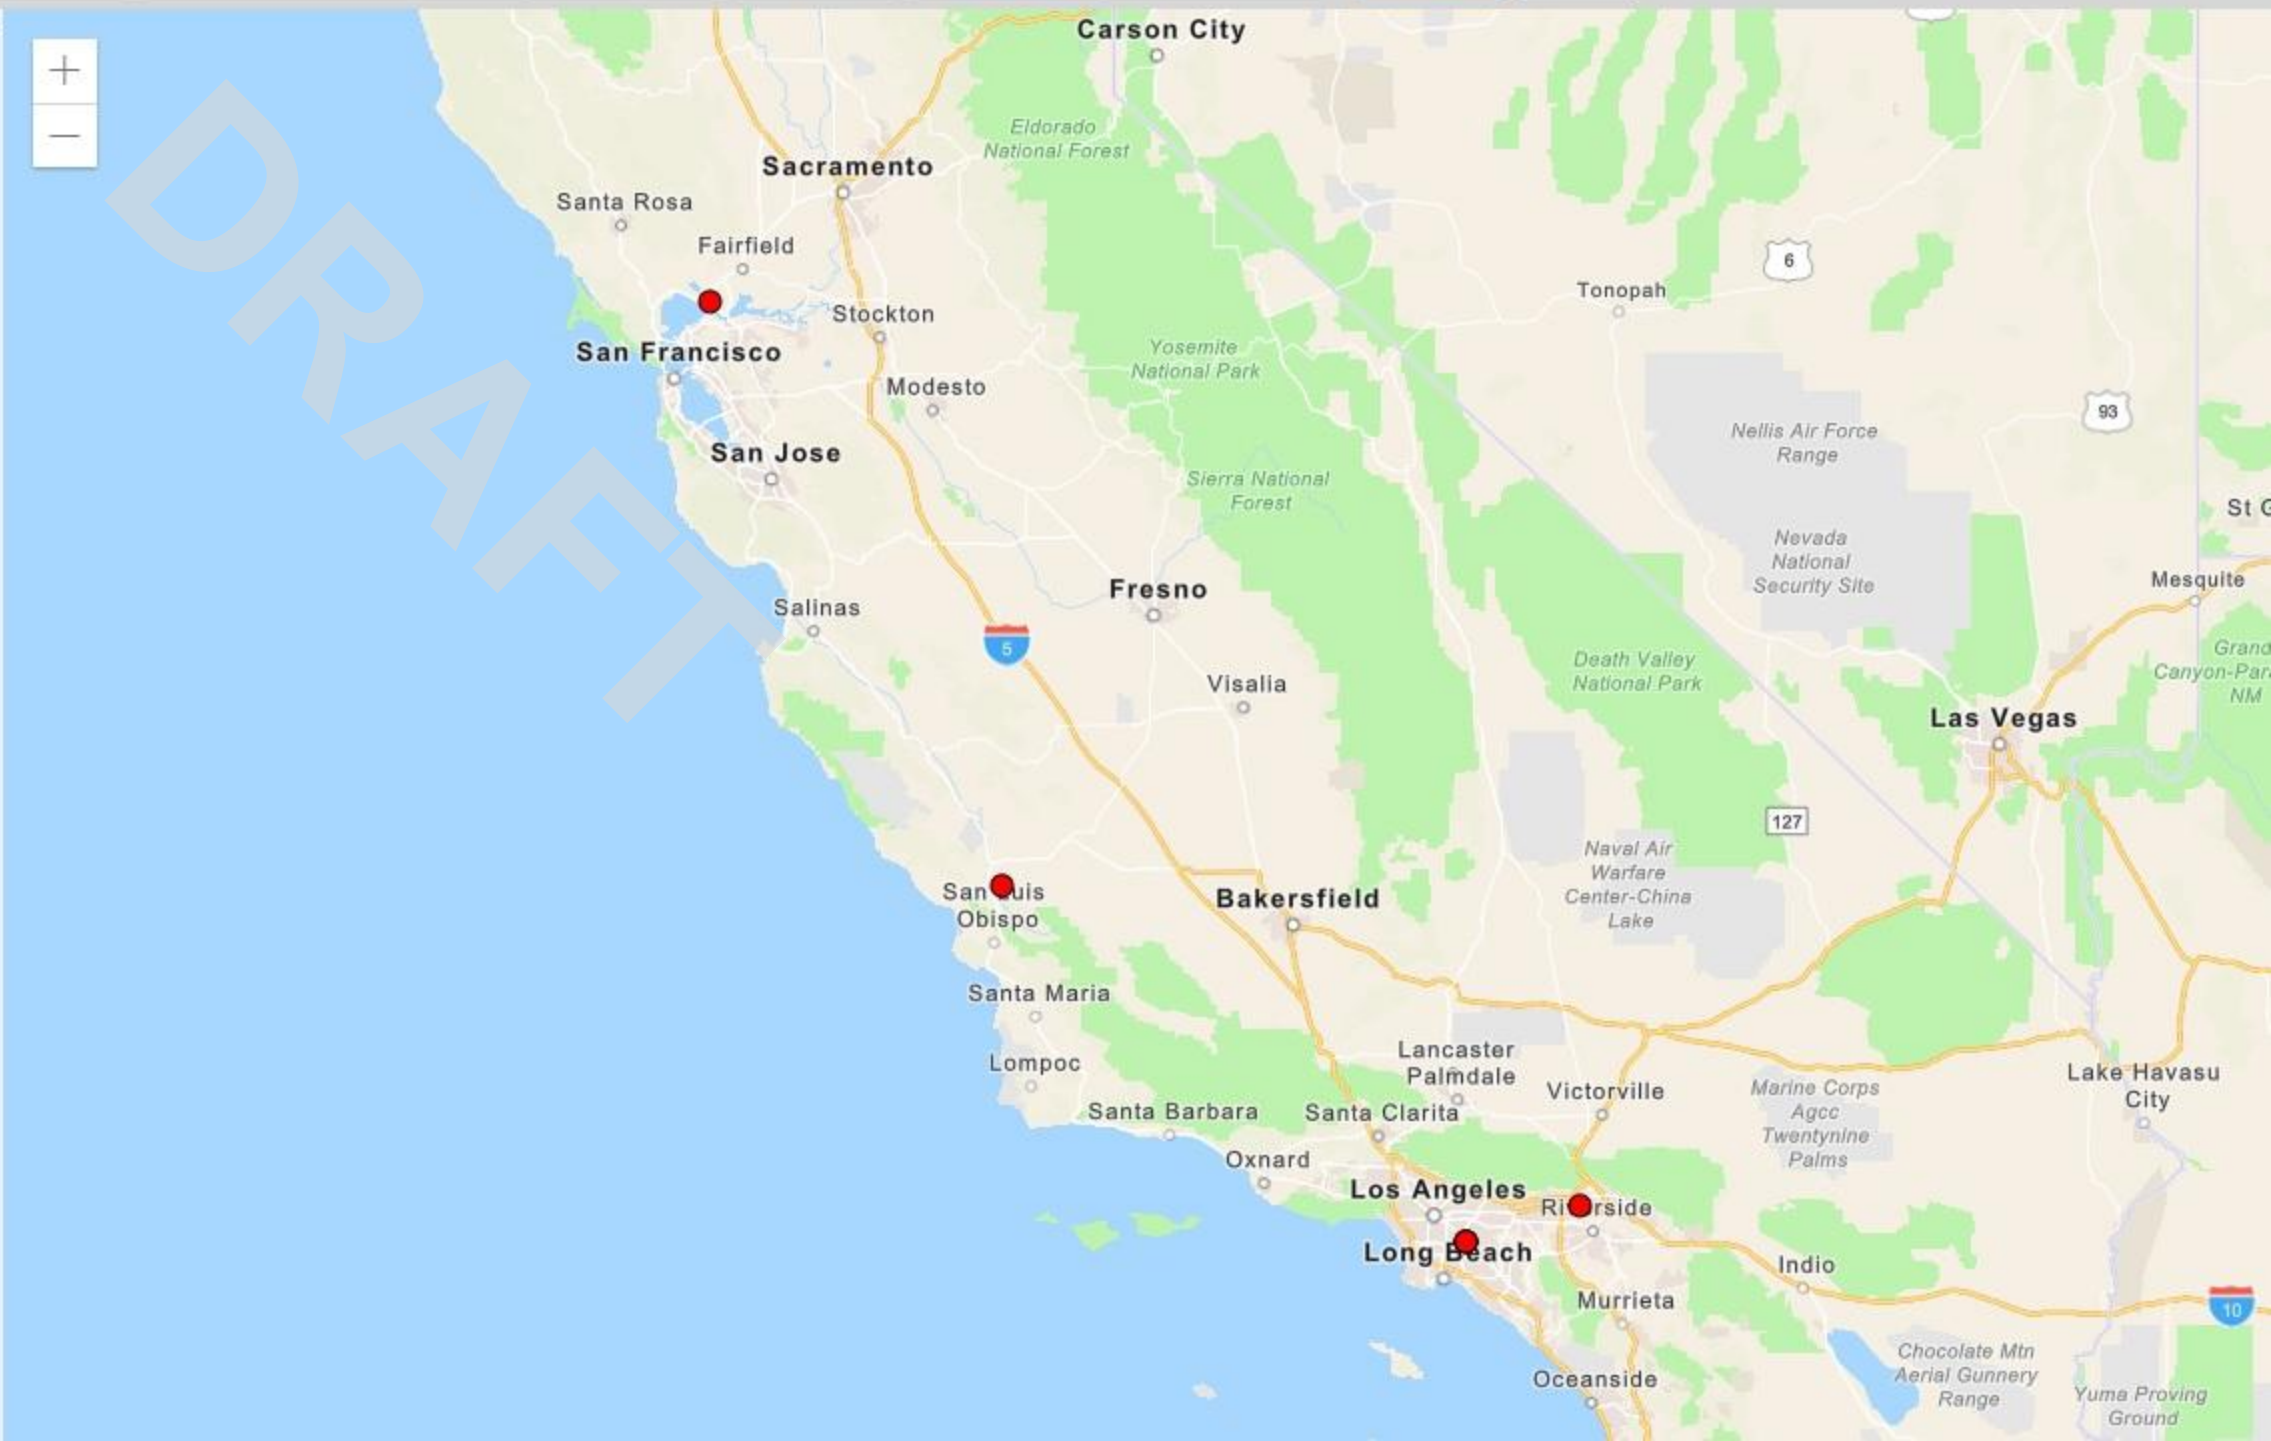 +
−
DRAFT
Carson City
Eldorado
National Forest
Sacramento
Santa Rosa
Fairfield
6
Tonopah
Stockton
San Francisco
Yosemite
National Park
Modesto
93
Nellis Air Force
Range
San Jose
Sierra National
Forest
St G
Nevada
National
Security Site
Mesquite
Fresno
Salinas
5
Grand
Canyon-Par
NM
Death Valley
National Park
Visalia
Las Vegas
127
Naval Air
Warfare
Center-China
Lake
San Luis
Obispo
Bakersfield
Santa Maria
Lompoc
Lancaster
Palmdale
Victorville
Marine Corps
Agcc
Twentynine
Palms
Lake Havasu
City
Santa Barbara
Santa Clarita
Oxnard
Los Angeles
Riverside
Long Beach
Indio
Murrieta
10
Chocolate Mtn
Aerial Gunnery
Range
Oceanside
Yuma Proving
Ground